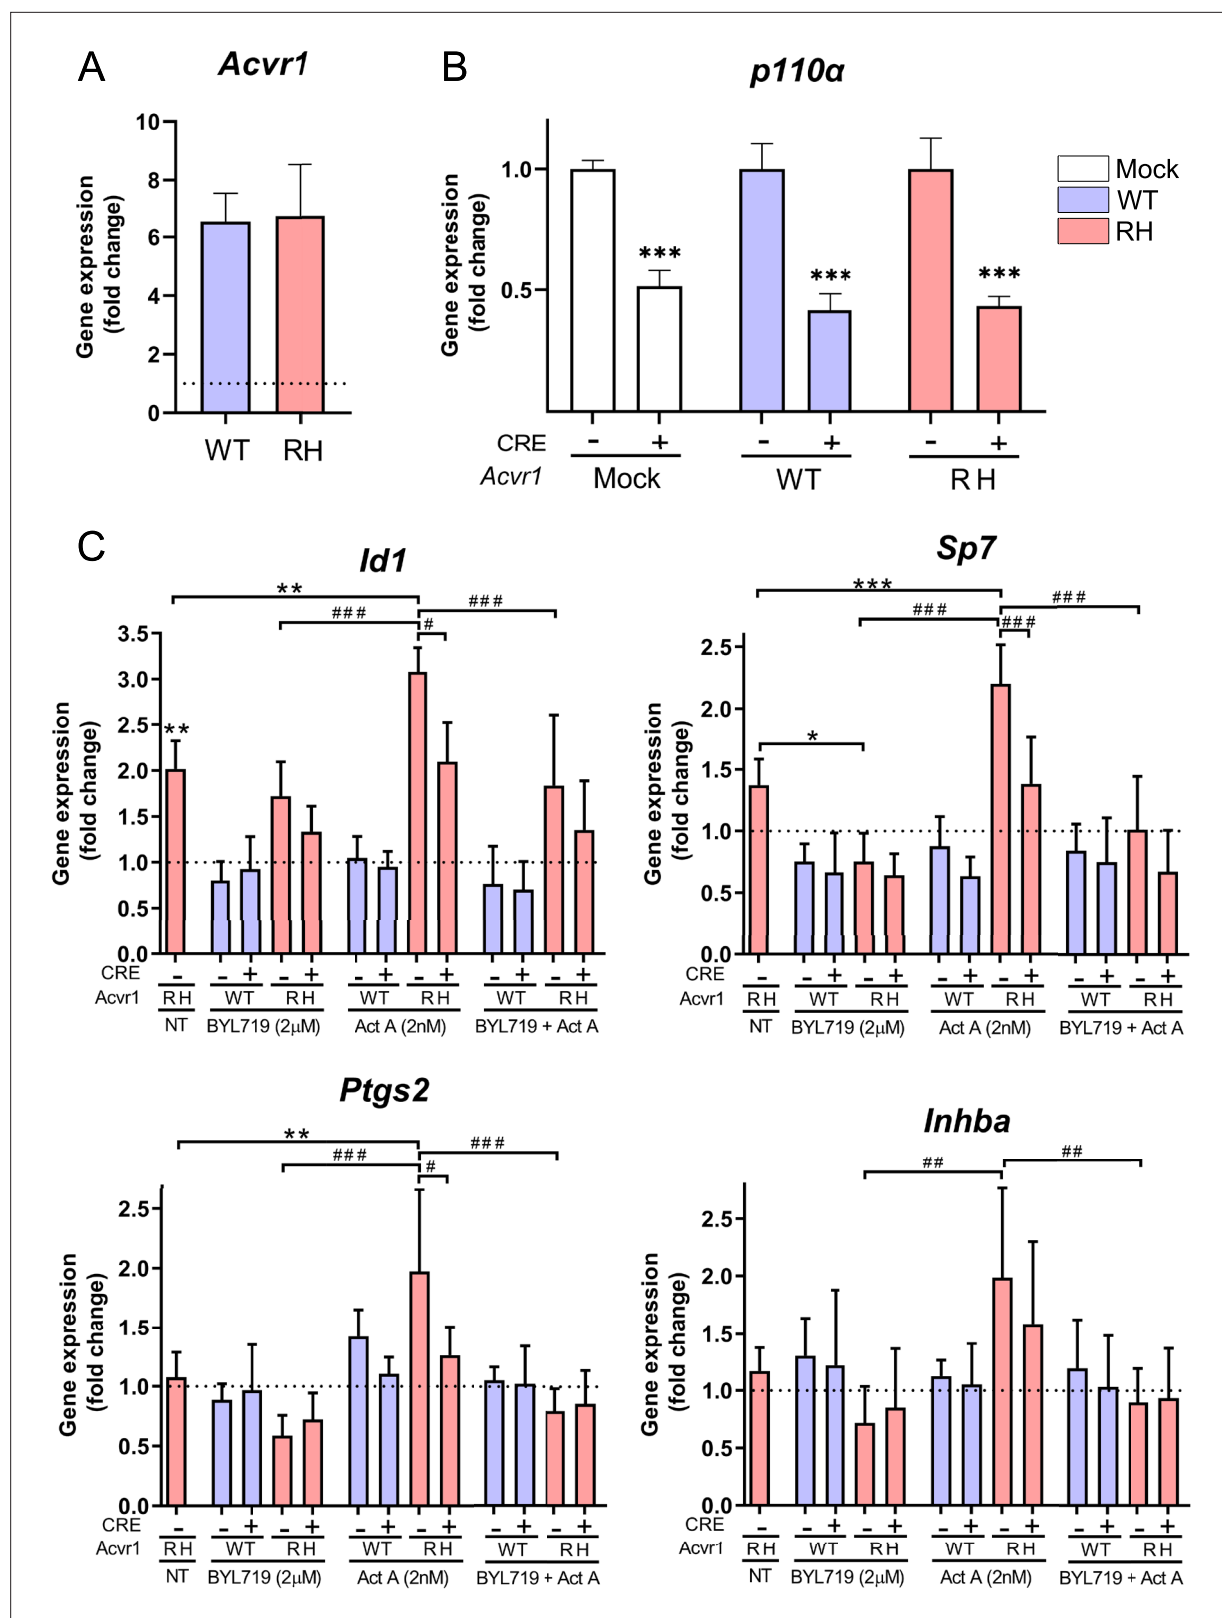 A
Acvr1
Gene expression
(fold change)
10
8
6
4
2
0
WT RH
B
p110α
Gene expression
(fold change)
1.0
0.5
***
***
***
CRE - + - + - +
Acvr1 Mock WT RH
Mock
WT
RH
C
Id1
**
###
###
#
**
Gene expression
(fold change)
3.5
3.0
2.5
2.0
1.5
1.0
0.5
0.0
CRE - - + - + - + - + - + - +
Acvr1 RH WT RH WT RH WT RH
NT BYL719 (2µM) Act A (2nM) BYL719 + Act A
Sp7
***
###
###
###
*
Gene expression
(fold change)
2.5
2.0
1.5
1.0
0.5
0.0
CRE - - + - + - + - + - + - +
Acvr1 RH WT RH WT RH WT RH
NT BYL719 (2µM) Act A (2nM) BYL719 + Act A
Ptgs2
**
###
###
#
Gene expression
(fold change)
2.5
2.0
1.5
1.0
0.5
0.0
CRE - - + - + - + - + - + - +
Acvr1 RH WT RH WT RH WT RH
NT BYL719 (2µM) Act A (2nM) BYL719 + Act A
Inhba
##
##
Gene expression
(fold change)
2.5
2.0
1.5
1.0
0.5
0.0
CRE - - + - + - + - + - + - +
Acvr1 RH WT RH WT RH WT RH
NT BYL719 (2µM) Act A (2nM) BYL719 + Act A